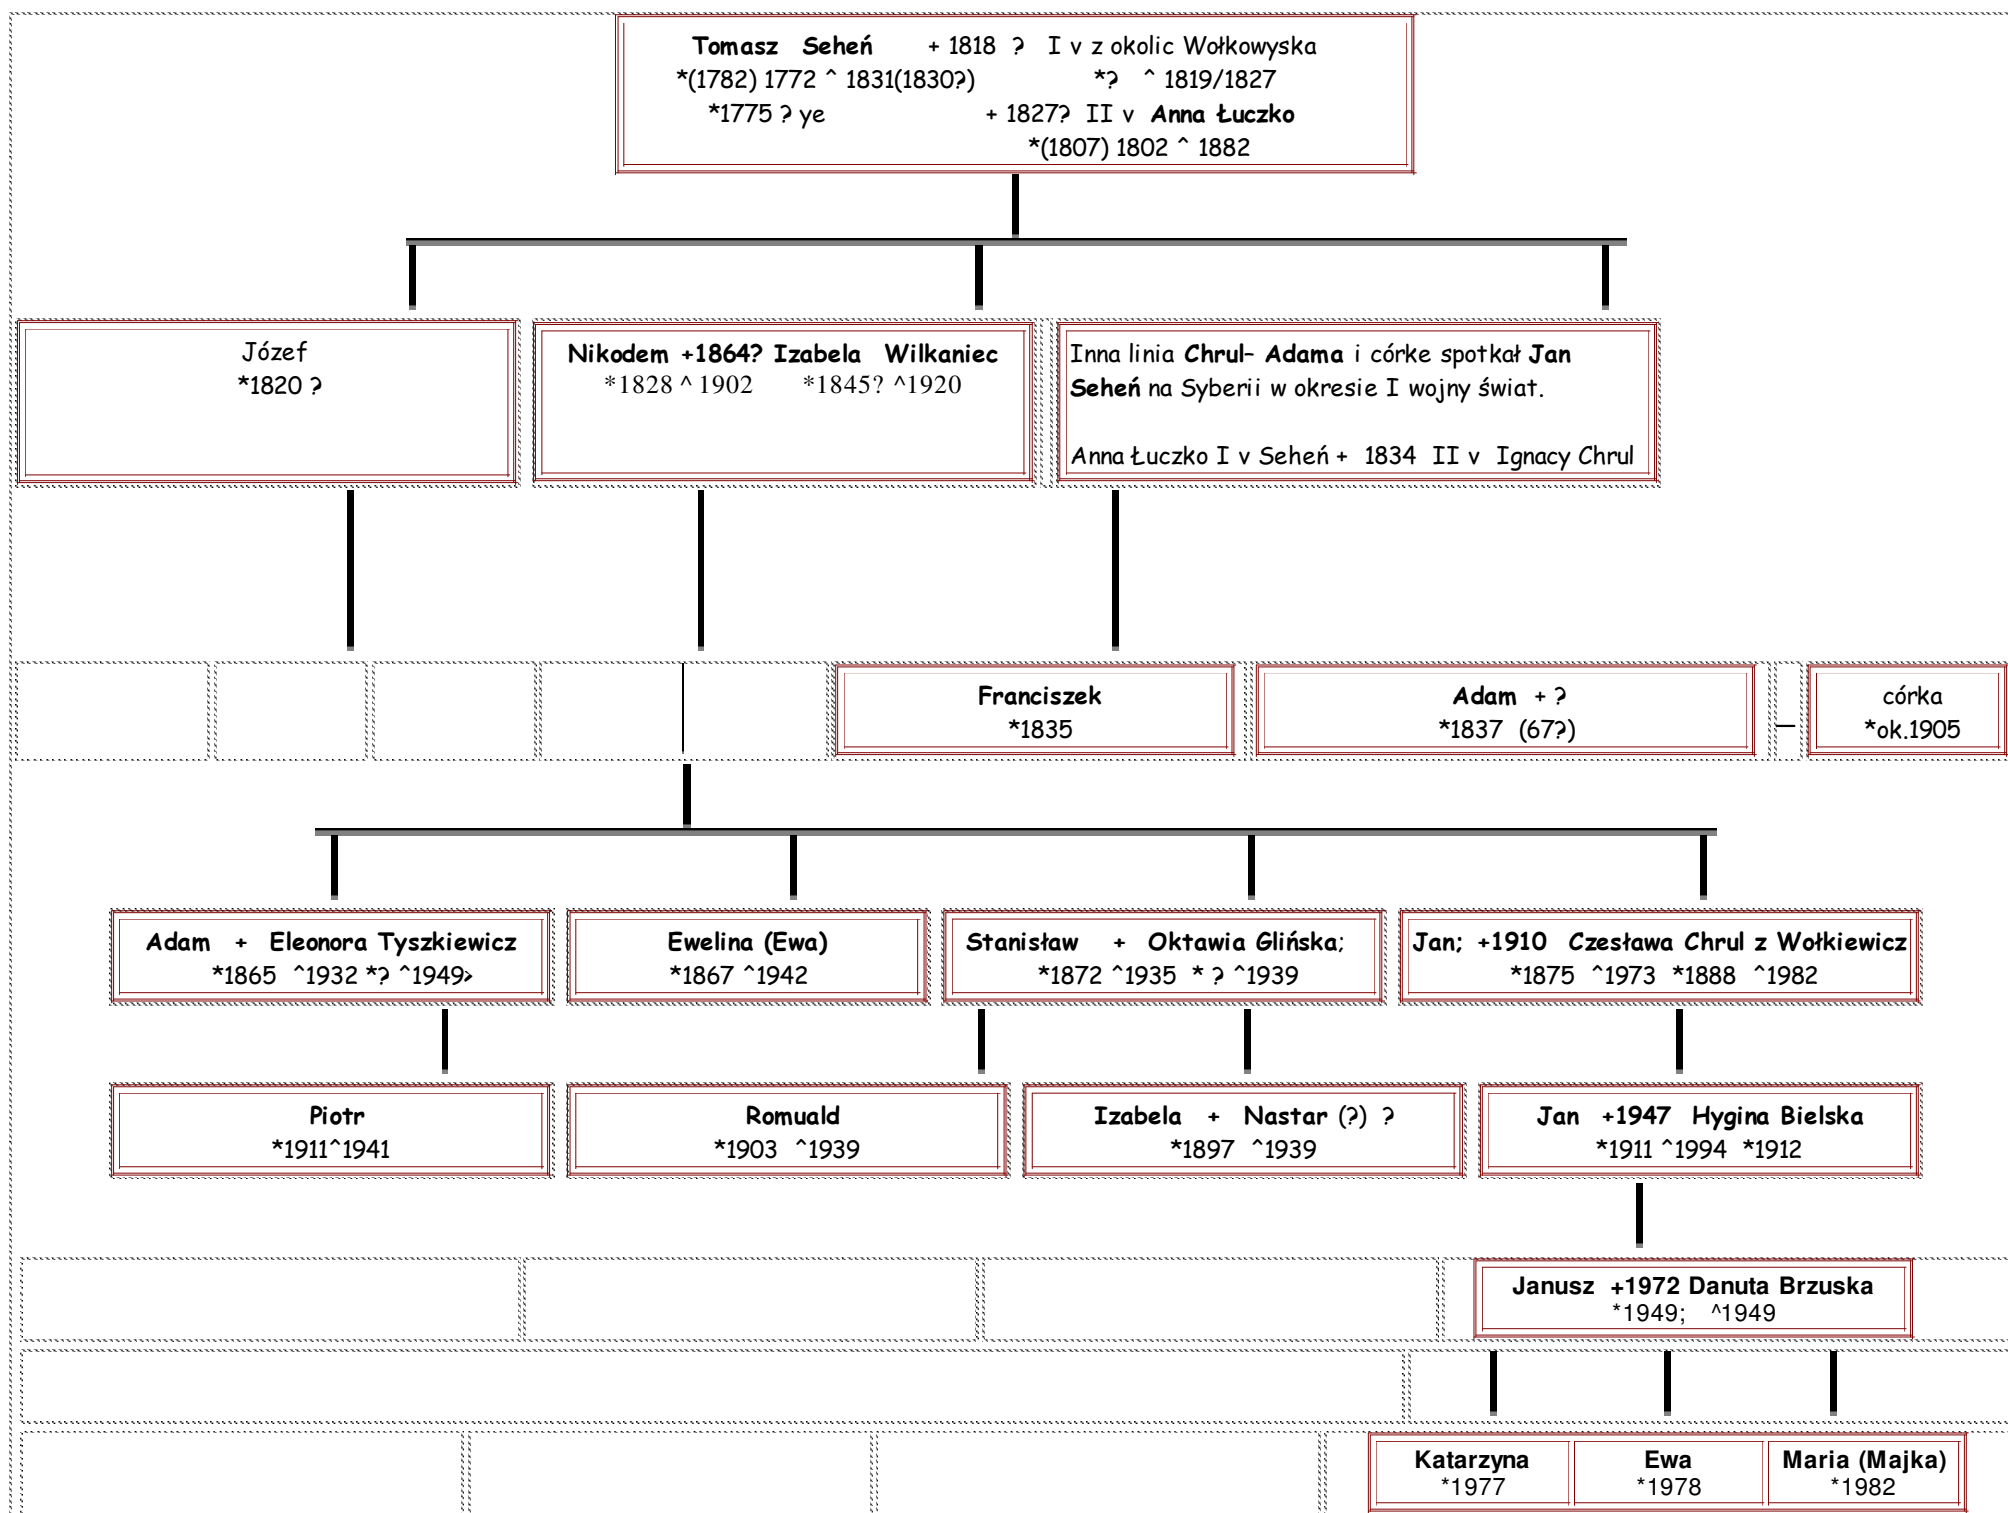 Tomasz Seheń + 1818 ? I v z okolic Wołkowyska
*(1782) 1772 ^ 1831(1830?) *? ^ 1819/1827
*1775 ? ye + 1827? II v Anna Łuczko
*(1807) 1802 ^ 1882
Józef
*1820 ?
Nikodem +1864? Izabela Wilkaniec
*1828 ^ 1902 *1845? ^1920
Inna linia Chrul– Adama i córke spotkał Jan
Seheń na Syberii w okresie I wojny świat.
Anna Łuczko I v Seheń + 1834 II v Ignacy Chrul
Franciszek
*1835
Adam + ?
*1837 (67?)
—
córka
*ok.1905
Adam + Eleonora Tyszkiewicz
*1865 ^1932 *? ^1949>
Ewelina (Ewa)
*1867 ^1942
Stanisław + Oktawia Glińska;
*1872 ^1935 * ? ^1939
Jan; +1910 Czesława Chrul z Wołkiewicz
*1875 ^1973 *1888 ^1982
Piotr
*1911^1941
Romuald
*1903 ^1939
Izabela + Nastar (?) ?
*1897 ^1939
Jan +1947 Hygina Bielska
*1911 ^1994 *1912
Janusz +1972 Danuta Brzuska
*1949; ^1949
Katarzyna
*1977
Ewa
*1978
Maria (Majka)
*1982